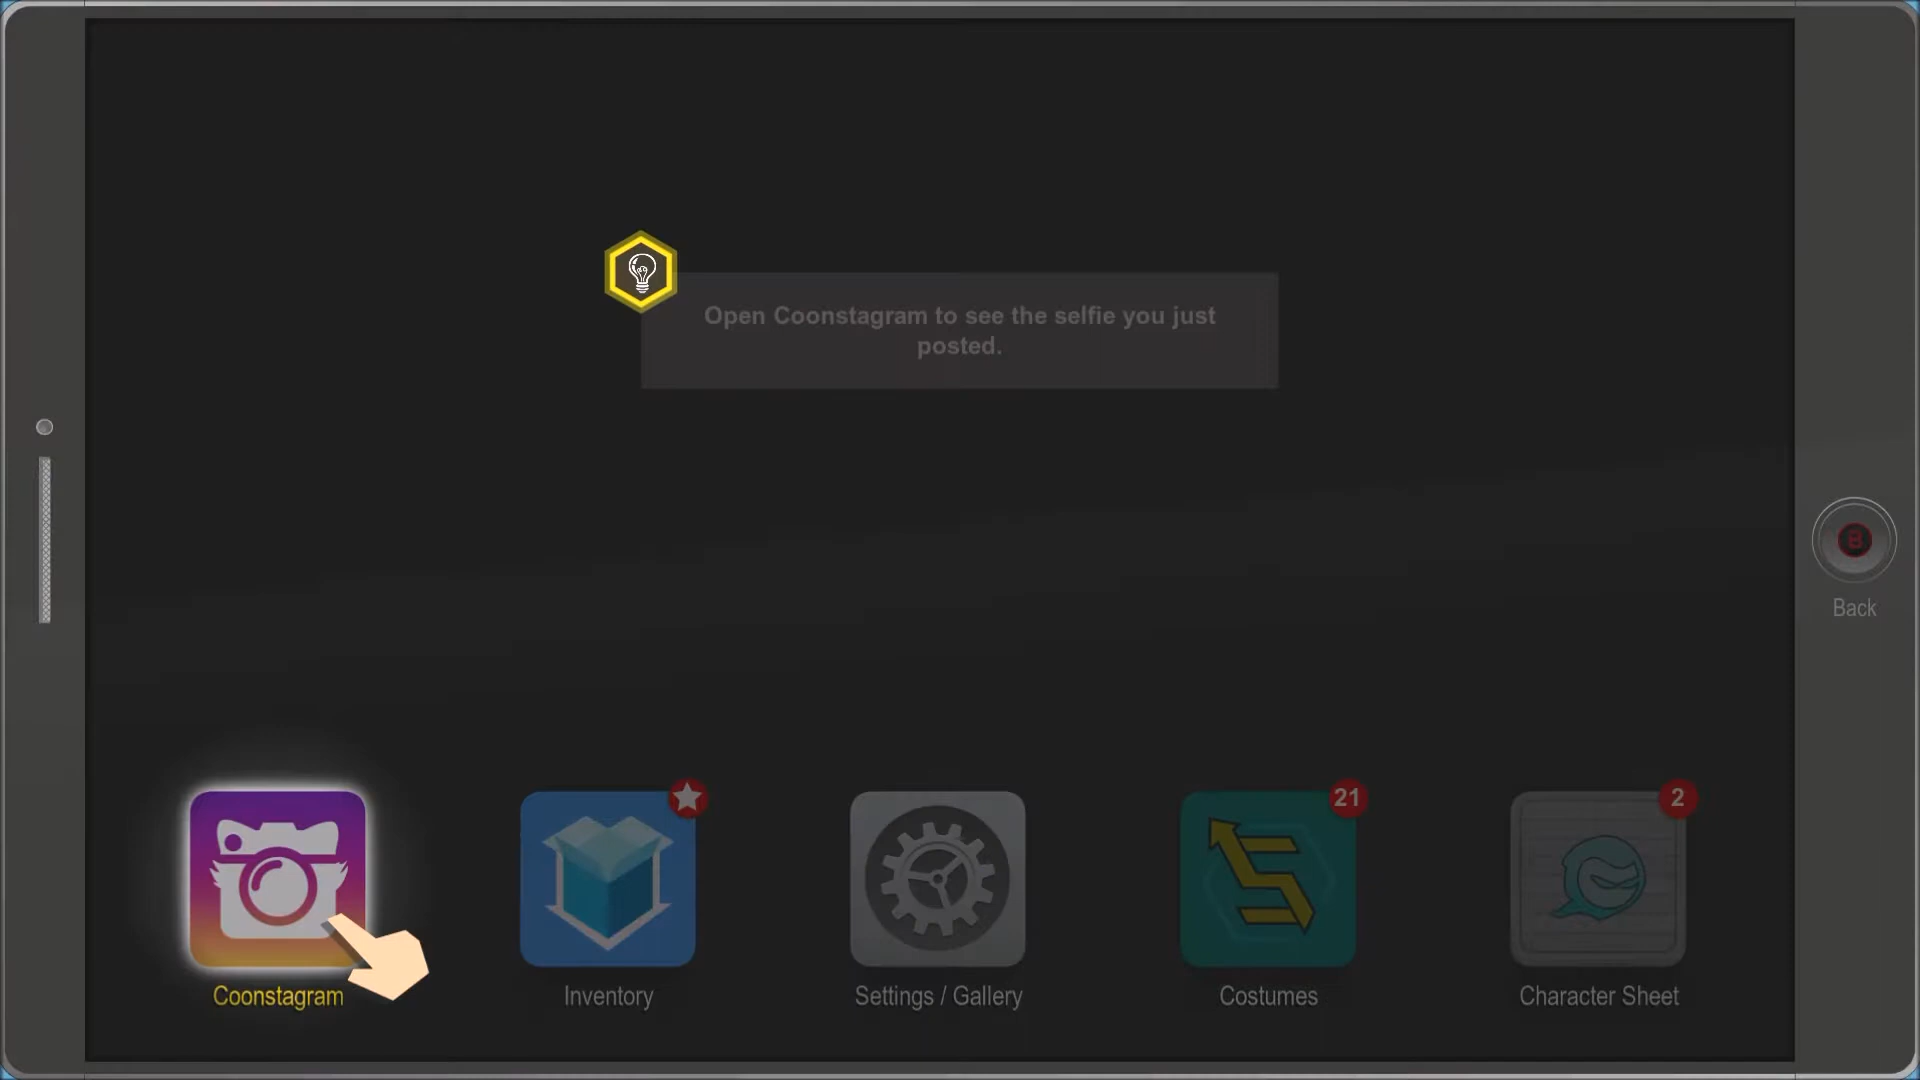 Open Coonstagram to see the selfie you just
posted.
B
Back
21
2
Coonstagram
Inventory
Settings / Gallery
Costumes
Character Sheet